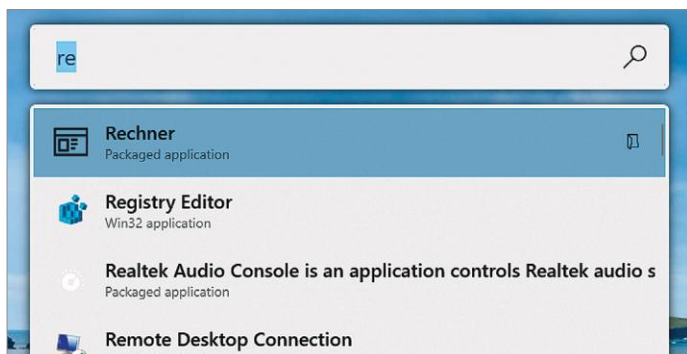 re
Rechner
Packaged application
Registry Editor
Win32 application
Realtek Audio Console is an application controls Realtek audio s
Packaged application
Remote Desktop Connection